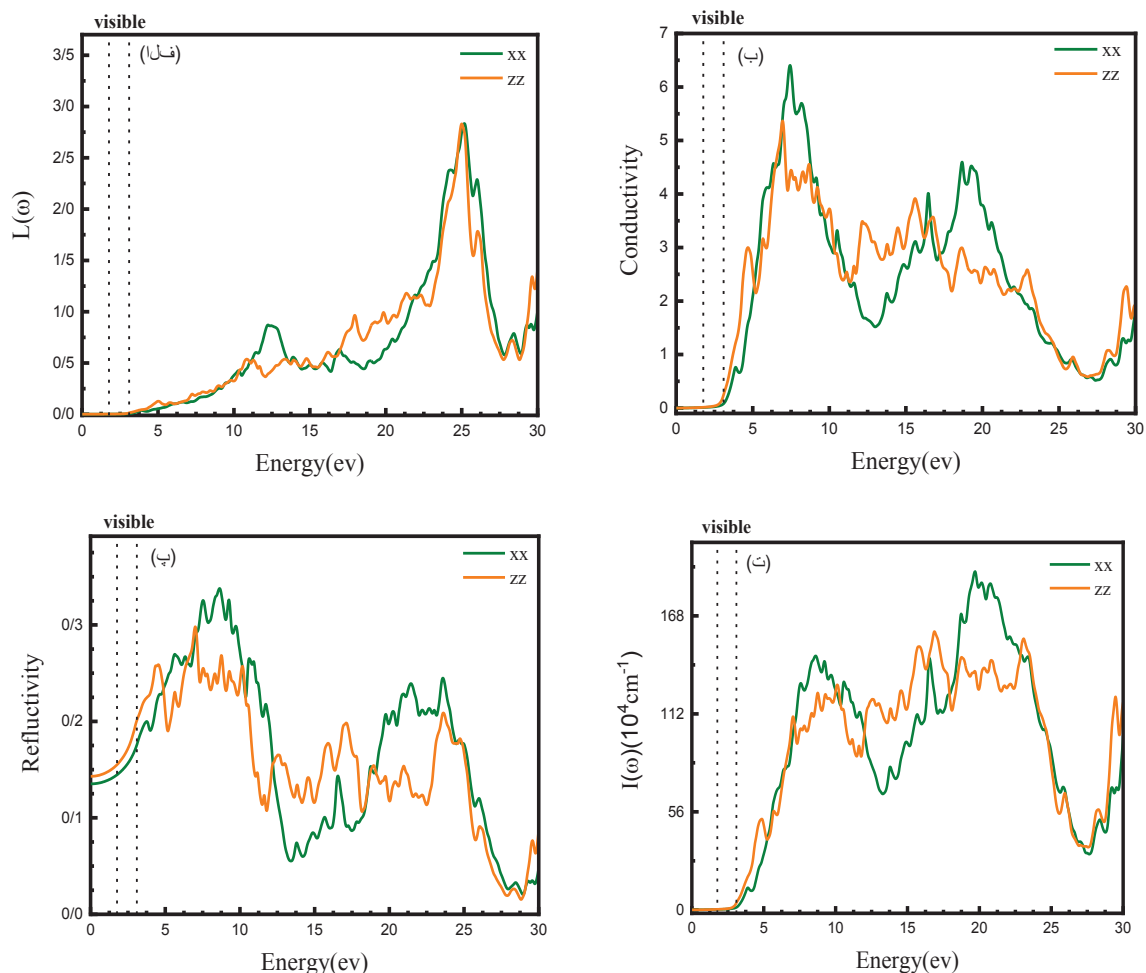 visible
3/5
3/0
2/5
2/0
1/5
1/0
0/5
0/0
(فلا)
xx
zz
L(ω)
0 5 10 15 20 25 30
Energy(ev)
visible
7
6
5
4
3
2
1
0
(ب)
xx
zz
Conductivity
0 5 10 15 20 25 30
Energy(ev)
visible
0/3
0/2
0/1
0/0
(پ)
xx
zz
Refluctivity
0 5 10 15 20 25 30
Energy(ev)
visible
168
112
56
0
(ت)
xx
zz
I(ω)(10⁴cm⁻¹)
0 5 10 15 20 25 30
Energy(ev)